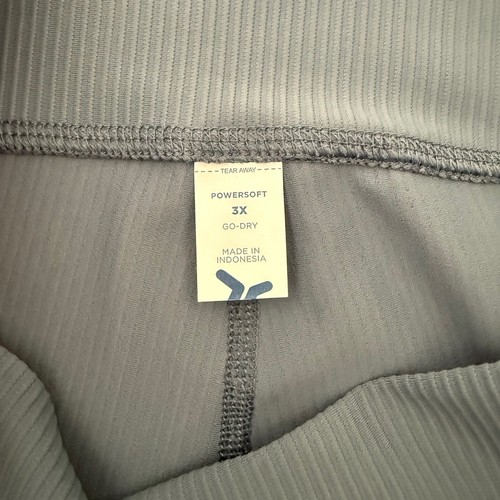 TEAR AWAY
POWERSOFT
3X
GO-DRY
MADE IN
INDONESIA